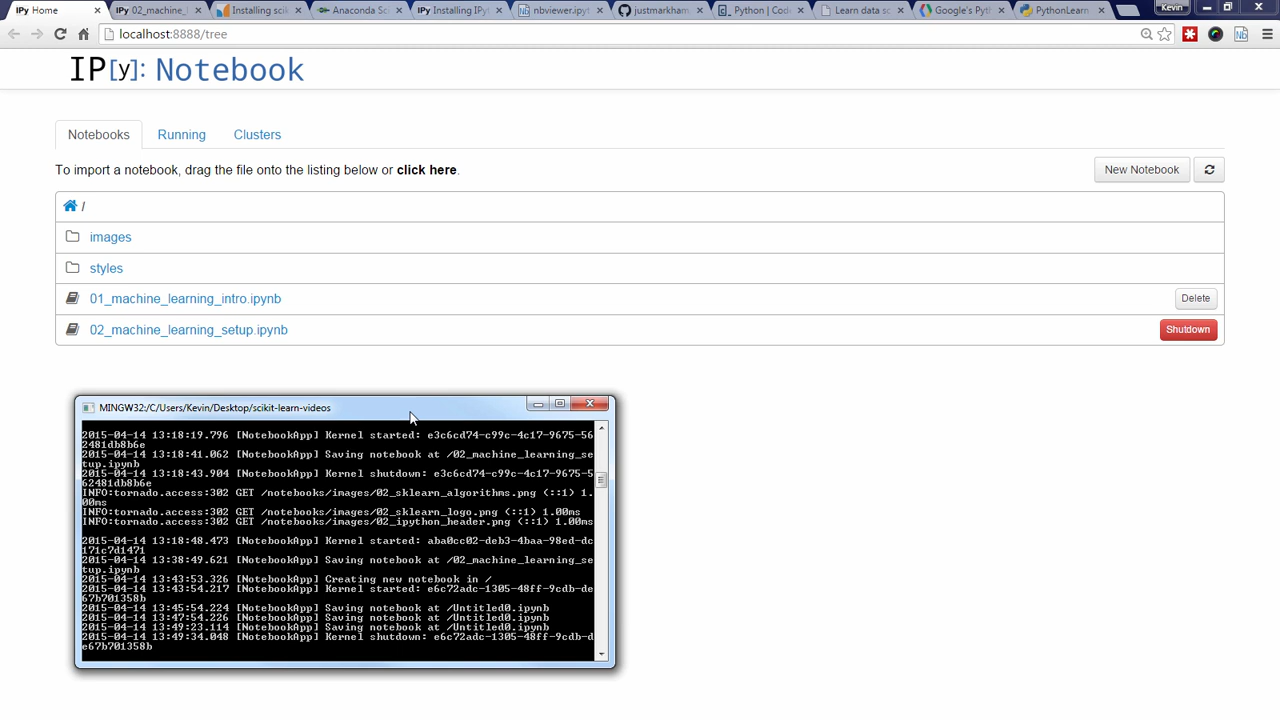 IPy Home
IPy 02_machine_l
Installing sciki
Anaconda Sci
IPy Installing IPyt
nbviewer.ipyt
justmarkham
Python | Code
Learn data sc
Google's Pyth
PythonLearn
Kevin
localhost:8888/tree
IP[y]: Notebook
Notebooks
Running
Clusters
To import a notebook, drag the file onto the listing below or click here.
New Notebook
/
images
styles
01_machine_learning_intro.ipynb
Delete
02_machine_learning_setup.ipynb
Shutdown
MINGW32:/C/Users/Kevin/Desktop/scikit-learn-videos
2015-04-14 13:18:19.796 [NotebookApp] Kernel started: e3c6cd74-c99c-4c17-9675-56
2481db8b6e
2015-04-14 13:18:41.062 [NotebookApp] Saving notebook at /02_machine_learning_se
tup.ipynb
2015-04-14 13:18:43.904 [NotebookApp] Kernel shutdown: e3c6cd74-c99c-4c17-9675-5
62481db8b6e
INFO:tornado.access:302 GET /notebooks/images/02_sklearn_algorithms.png (::1) 1.
00ms
INFO:tornado.access:302 GET /notebooks/images/02_sklearn_logo.png (::1) 1.00ms
INFO:tornado.access:302 GET /notebooks/images/02_ipython_header.png (::1) 1.00ms
2015-04-14 13:18:48.473 [NotebookApp] Kernel started: aba0cc02-deb3-4baa-98ed-dc
171c7d1471
2015-04-14 13:38:49.621 [NotebookApp] Saving notebook at /02_machine_learning_se
tup.ipynb
2015-04-14 13:43:53.326 [NotebookApp] Creating new notebook in /
2015-04-14 13:43:54.217 [NotebookApp] Kernel started: e6c72adc-1305-48ff-9cdb-de
67b701358b
2015-04-14 13:45:54.224 [NotebookApp] Saving notebook at /Untitled0.ipynb
2015-04-14 13:47:54.226 [NotebookApp] Saving notebook at /Untitled0.ipynb
2015-04-14 13:49:23.114 [NotebookApp] Saving notebook at /Untitled0.ipynb
2015-04-14 13:49:34.048 [NotebookApp] Kernel shutdown: e6c72adc-1305-48ff-9cdb-d
e67b701358b